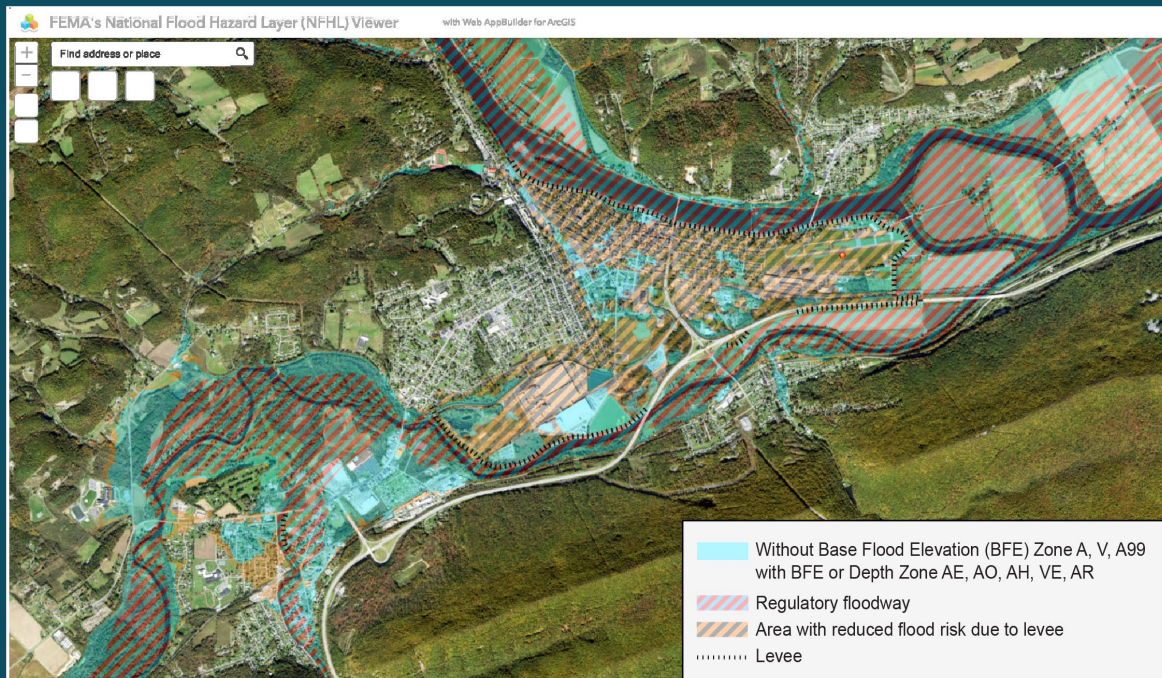 FEMA's National Flood Hazard Layer (NFHL) Viewer
with Web AppBuilder for ArcGIS
+
Find address or place
−
Without Base Flood Elevation (BFE) Zone A, V, A99
with BFE or Depth Zone AE, AO, AH, VE, AR
Regulatory floodway
Area with reduced flood risk due to levee
Levee